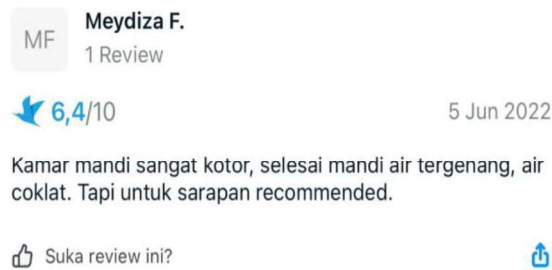 MF
Meydiza F.
1 Review
6,4/10
5 Jun 2022
Kamar mandi sangat kotor, selesai mandi air tergenang, air
coklat. Tapi untuk sarapan recommended.
Suka review ini?